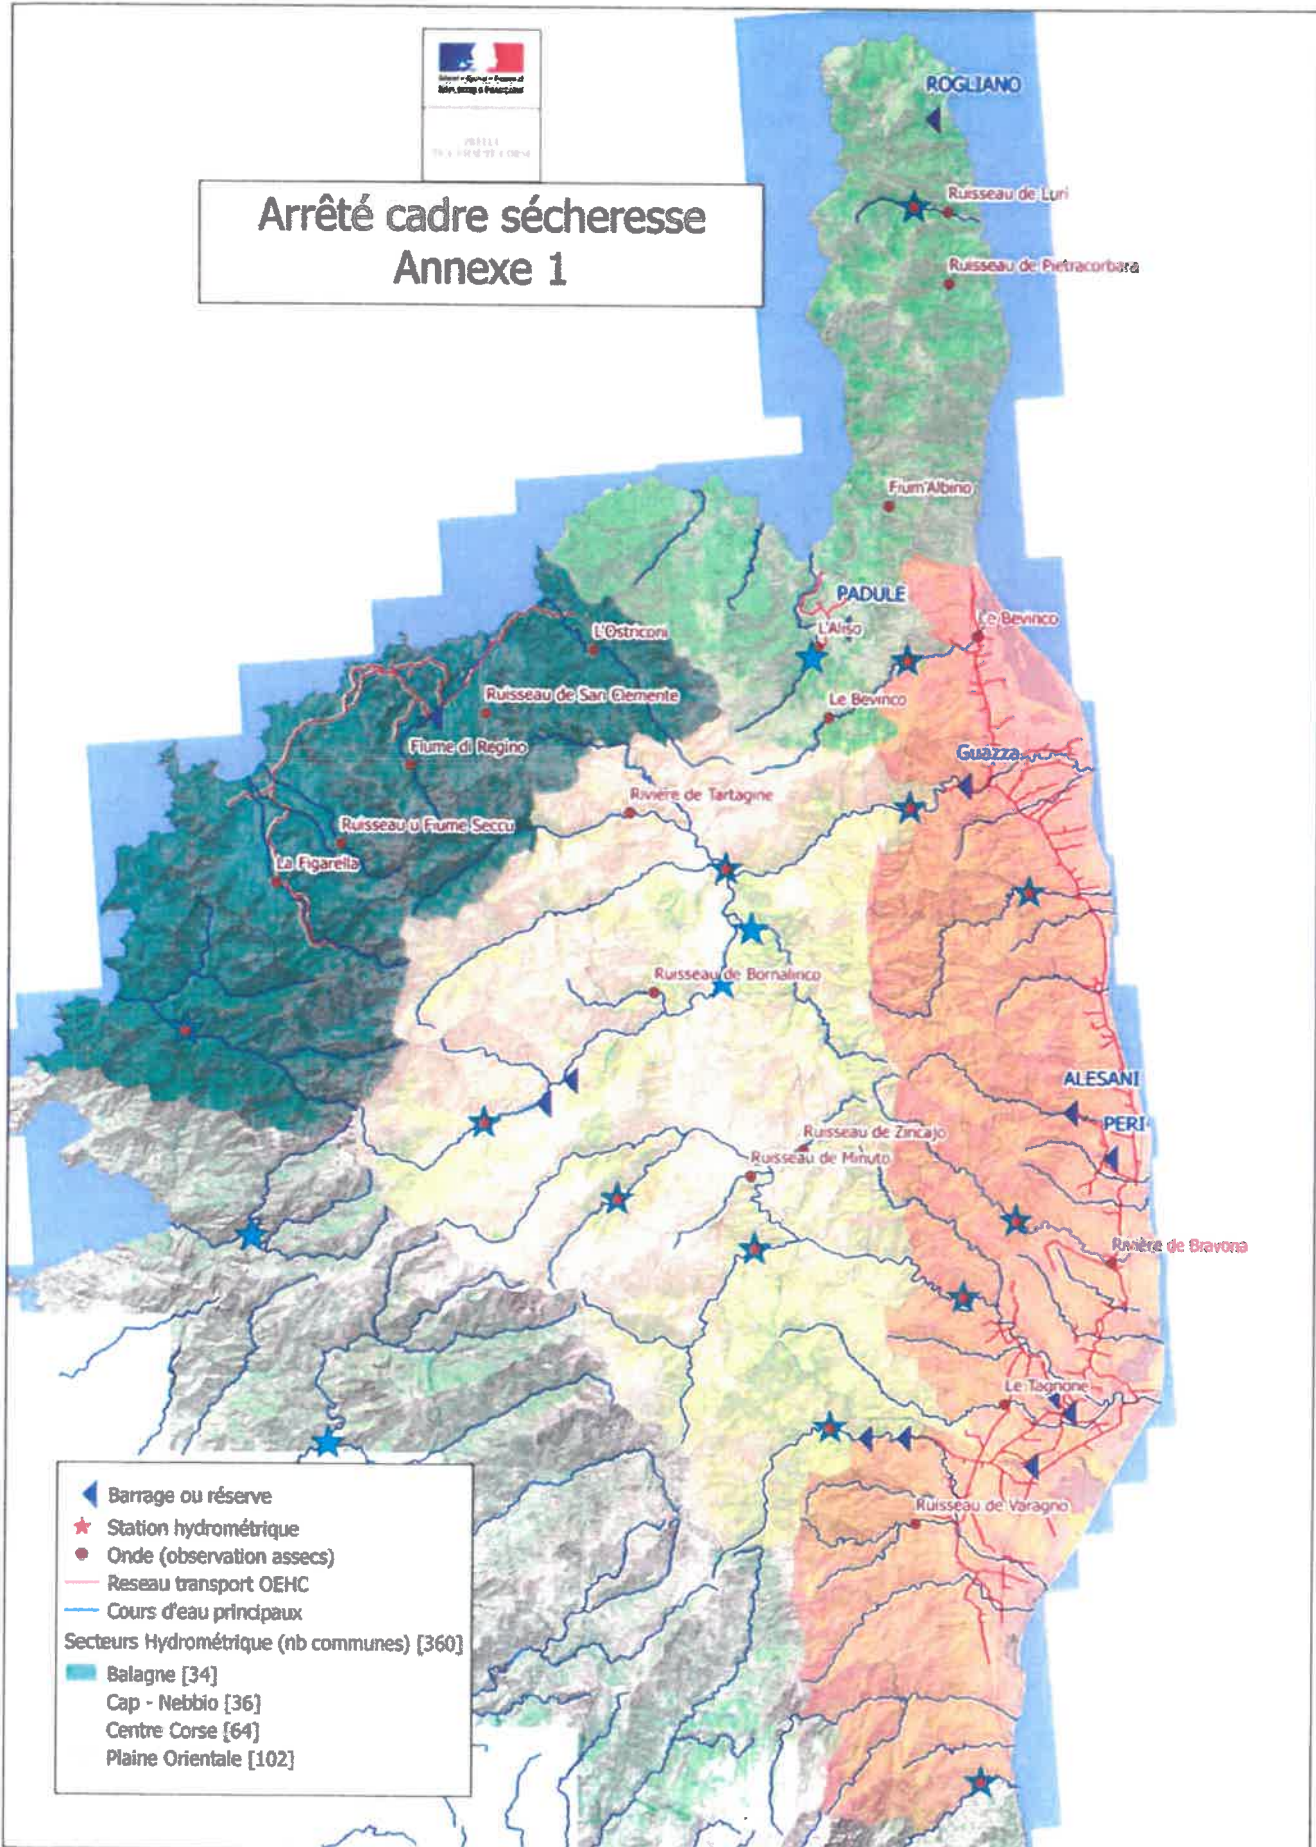 Arrêté cadre sécheresse
Annexe 1
ROGLIANO
Ruisseau de Luri
Ruisseau de Pietracorbara
Fium'Albino
PADULE
L'Aliso
Le Bevinco
L'Ostriconi
Ruisseau de San Clemente
Le Bevinco
Fiume di Regino
Guazza
Rivière de Tartagine
Ruisseau u Fiume Seccu
La Figarella
Ruisseau de Bornalinco
ALESANI
PERI
Ruisseau de Zincajo
Ruisseau de Minuto
Rivière de Bravona
Le Tagnone
Ruisseau de Varagno
Barrage ou réserve
Station hydrométrique
Onde (observation assecs)
Reseau transport OEHC
Cours d'eau principaux
Secteurs Hydrométrique (nb communes) [360]
Balagne [34]
Cap - Nebbio [36]
Centre Corse [64]
Plaine Orientale [102]